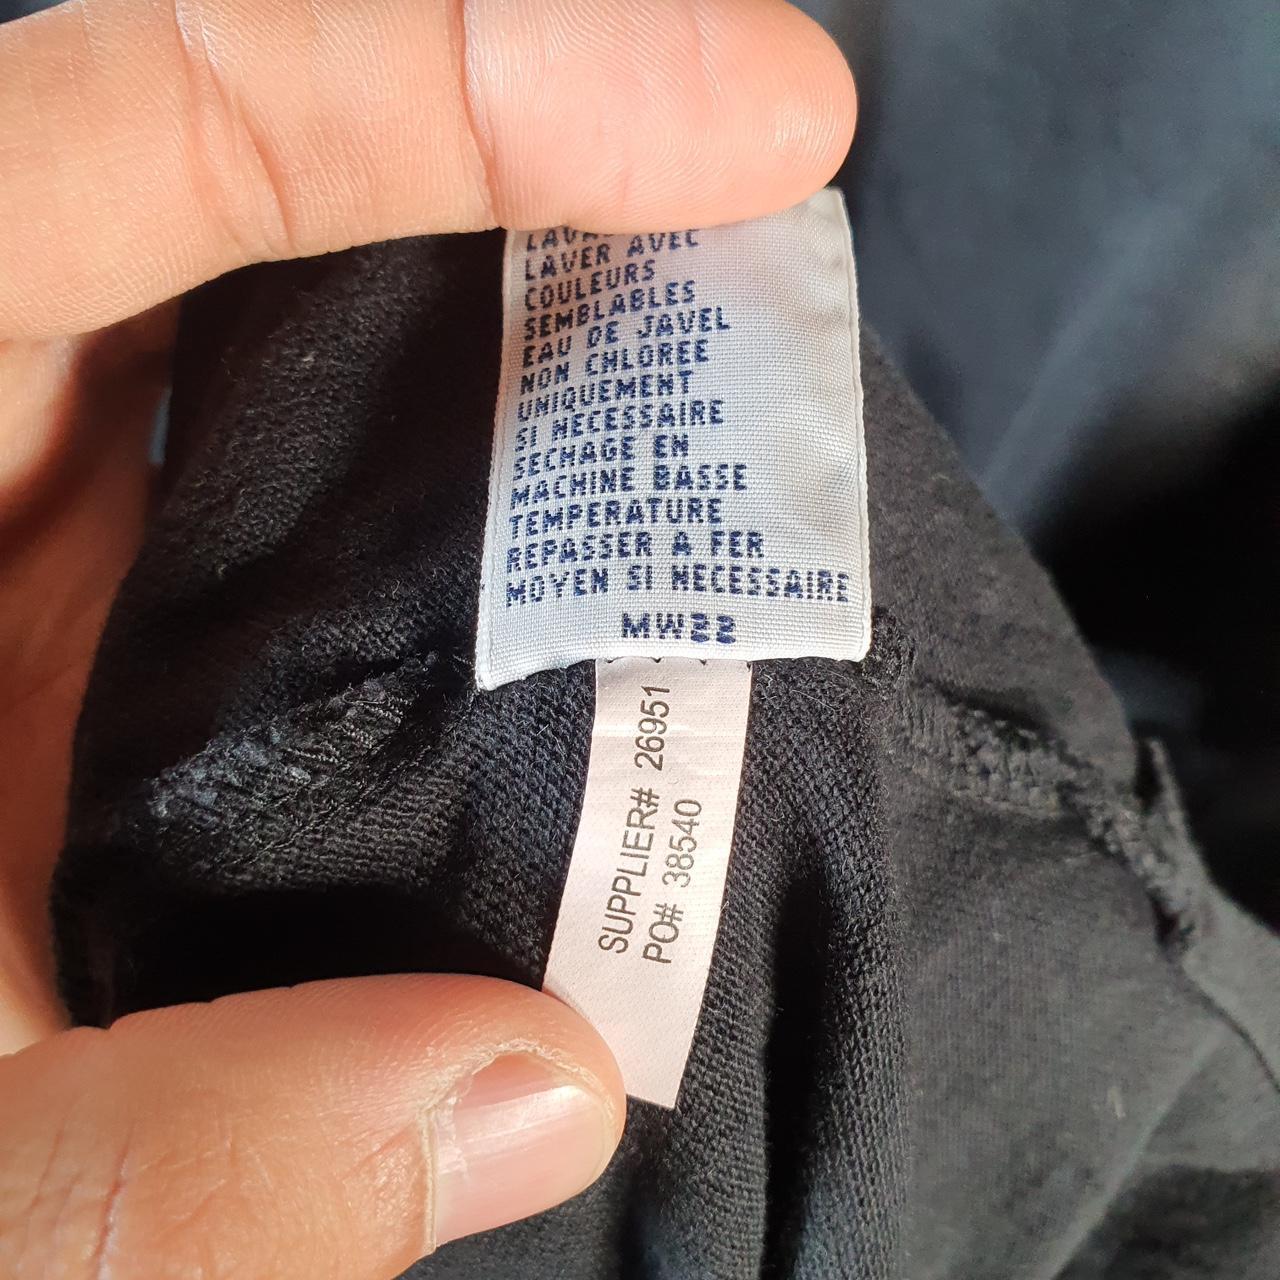 LAVER AVEC
COULEURS
SEMBLABLES
EAU DE JAVEL
NON CHLOREE
UNIQUEMENT
SI NECESSAIRE
SECHAGE EN
MACHINE BASSE
TEMPERATURE
REPASSER A FER
MOYEN SI NECESSAIRE
MW22
SUPPLIER# 26951
PO# 38540